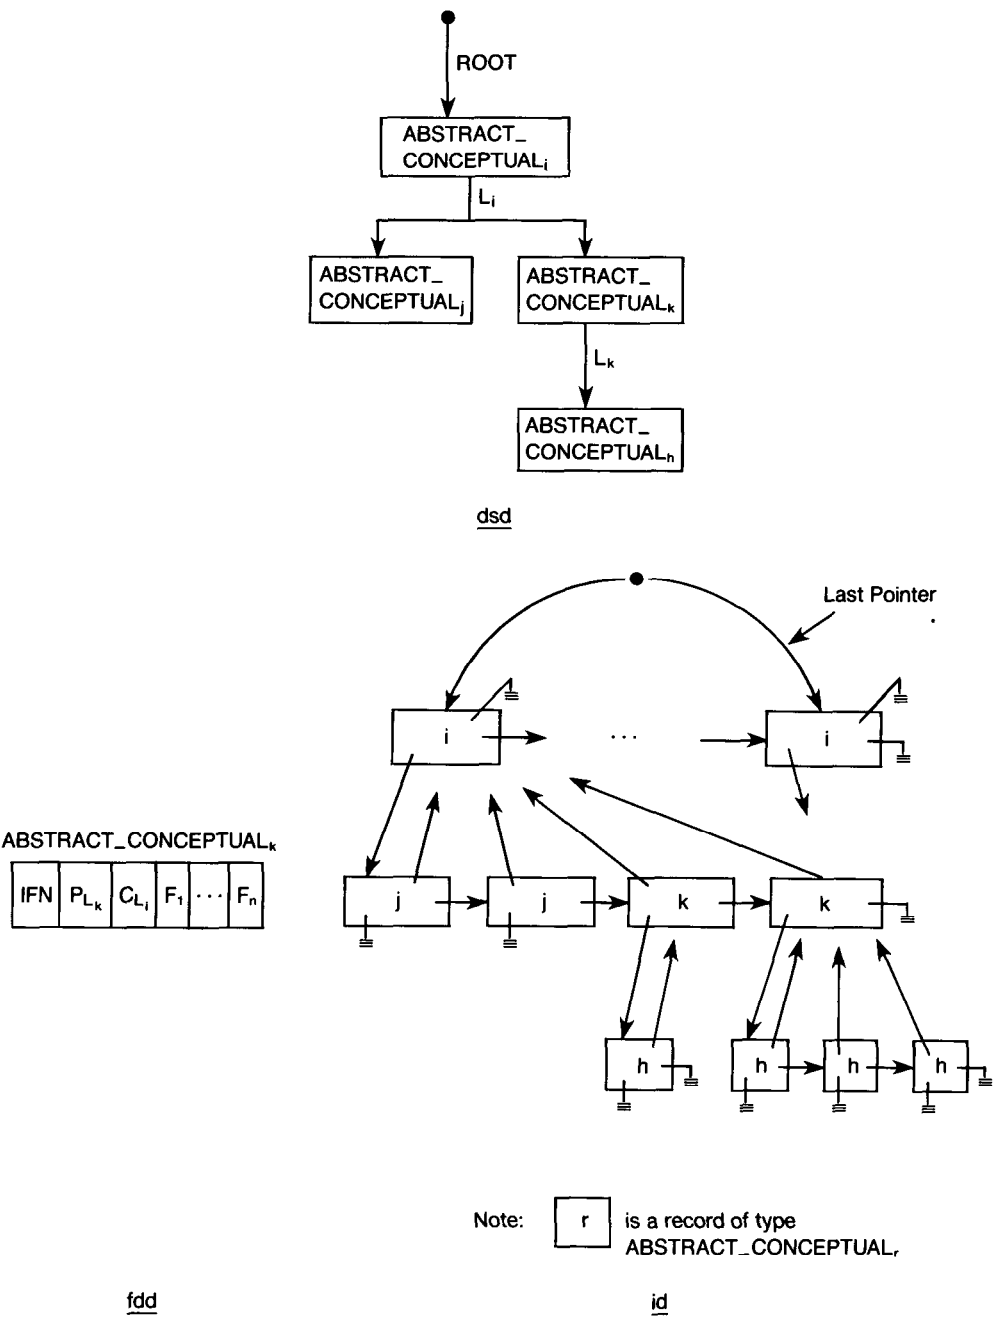 ROOT
ABSTRACT_
CONCEPTUALi
Li
ABSTRACT_
CONCEPTUALj
ABSTRACT_
CONCEPTUALk
Lk
ABSTRACT_
CONCEPTUALh
dsd
Last Pointer
i
...
i
ABSTRACT_CONCEPTUALk
IFN PLk CLi F1 ... Fn
j
j
k
k
h
h
h
h
Note: r is a record of type
ABSTRACT_CONCEPTUALr
fdd
id